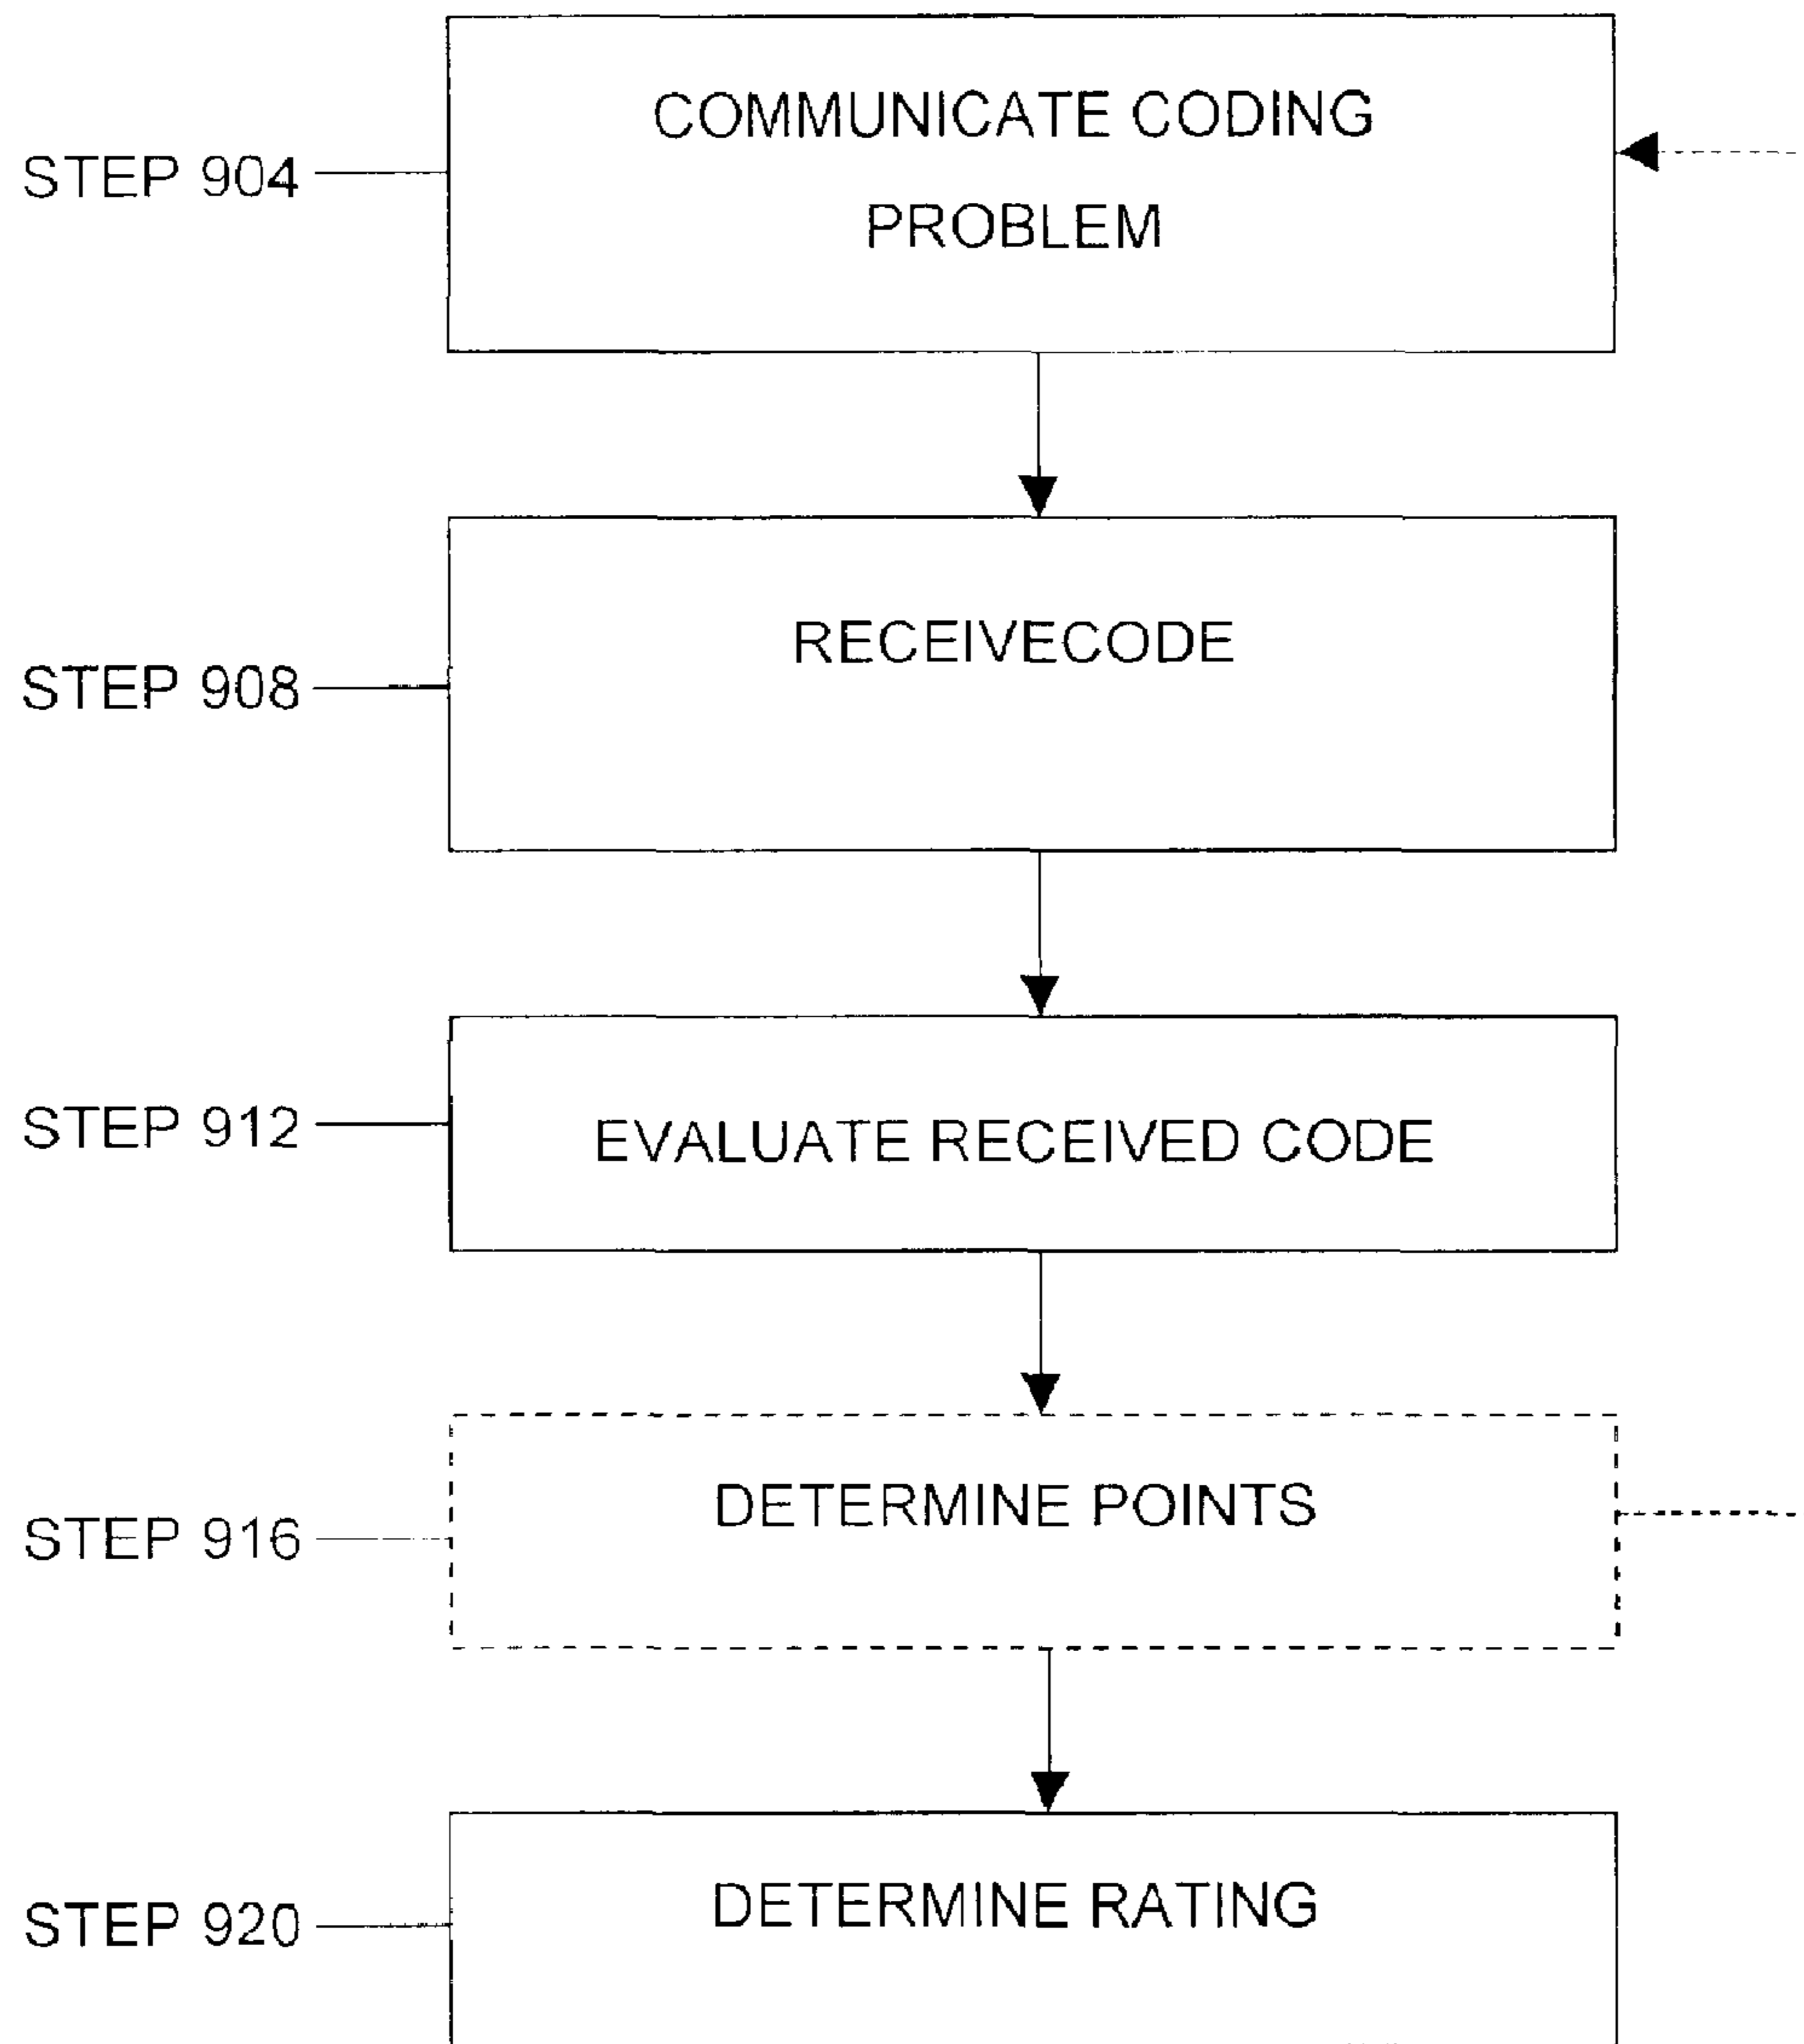 STEP 904
COMMUNICATE CODING
PROBLEM
STEP 908
RECEIVECODE
STEP 912
EVALUATE RECEIVED CODE
STEP 916
DETERMINE POINTS
STEP 920
DETERMINE RATING